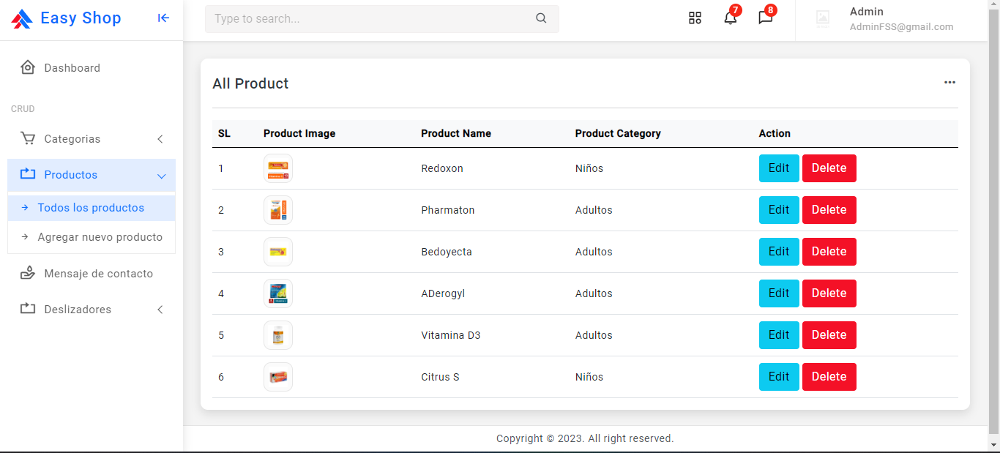 Easy Shop
Type to search...
7
8
Admin
AdminFSS@gmail.com
Dashboard
CRUD
Categorias
Productos
Todos los productos
Agregar nuevo producto
Mensaje de contacto
Deslizadores
All Product
SL Product Image Product Name Product Category Action
1 Redoxon Niños Edit Delete
2 Pharmaton Adultos Edit Delete
3 Bedoyecta Adultos Edit Delete
4 ADerogyl Adultos Edit Delete
5 Vitamina D3 Adultos Edit Delete
6 Citrus S Niños Edit Delete
Copyright © 2023. All right reserved.